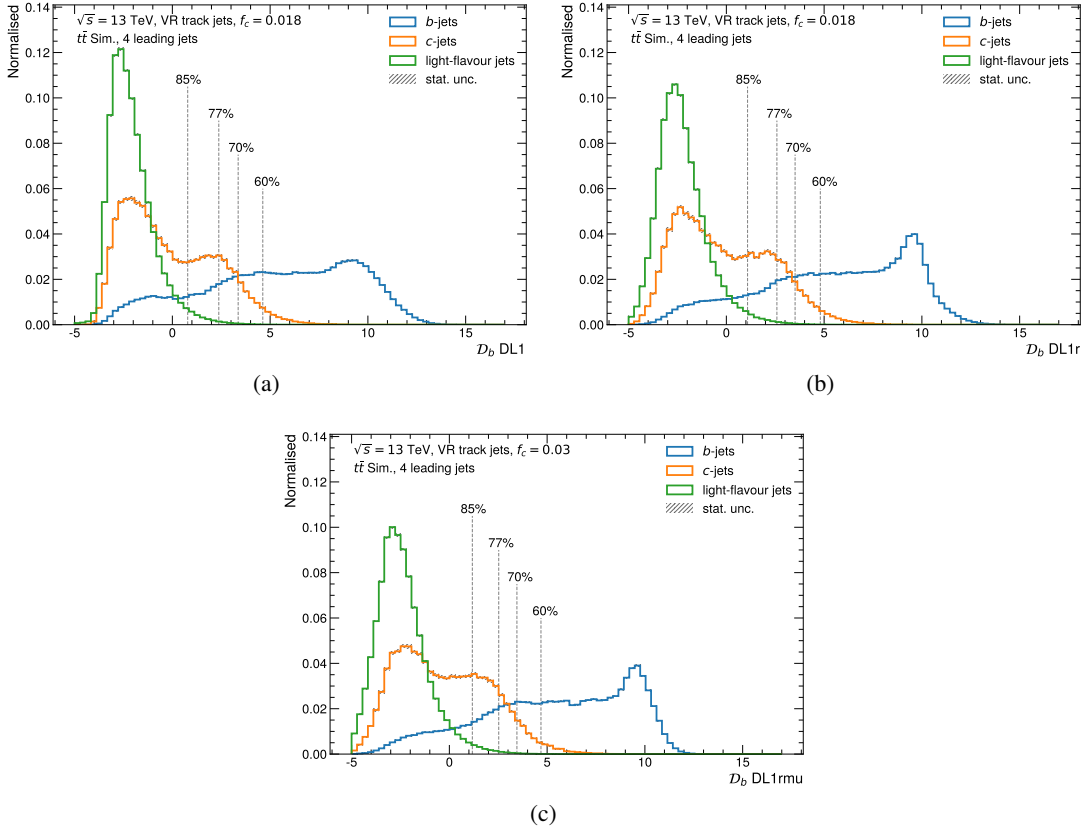 √s = 13 TeV, VR track jets, f_c = 0.018
tt̄ Sim., 4 leading jets
b-jets
c-jets
light-flavour jets
stat. unc.
85%
77%
70%
60%
Normalised
0.14
0.12
0.10
0.08
0.06
0.04
0.02
0.00
-5 0 5 10 15
𝒟_b DL1
(a)
√s = 13 TeV, VR track jets, f_c = 0.018
tt̄ Sim., 4 leading jets
b-jets
c-jets
light-flavour jets
stat. unc.
85%
77%
70%
60%
Normalised
0.14
0.12
0.10
0.08
0.06
0.04
0.02
0.00
-5 0 5 10 15
𝒟_b DL1r
(b)
√s = 13 TeV, VR track jets, f_c = 0.03
tt̄ Sim., 4 leading jets
b-jets
c-jets
light-flavour jets
stat. unc.
85%
77%
70%
60%
Normalised
0.14
0.12
0.10
0.08
0.06
0.04
0.02
0.00
-5 0 5 10 15
𝒟_b DL1rmu
(c)